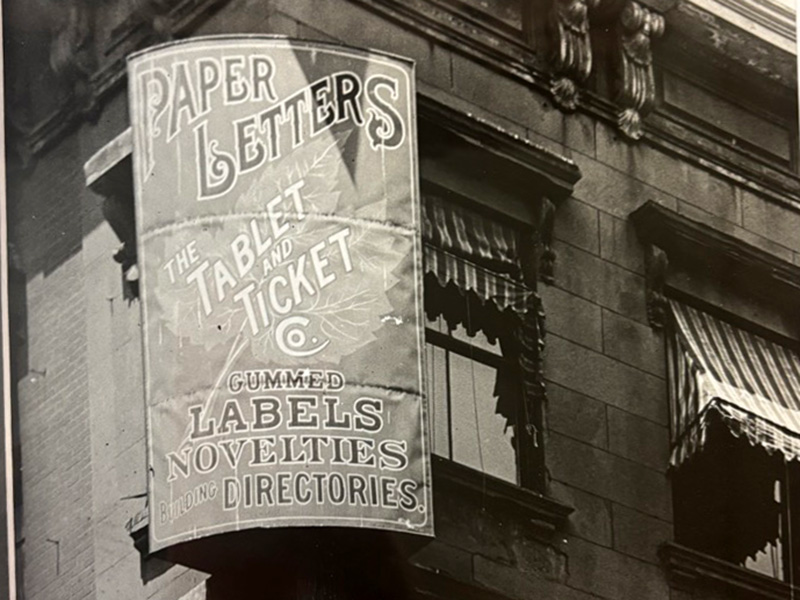 PAPER
LETTERS
THE
TABLET
AND
TICKET
Co.
GUMMED
LABELS
NOVELTIES
BUILDING DIRECTORIES.